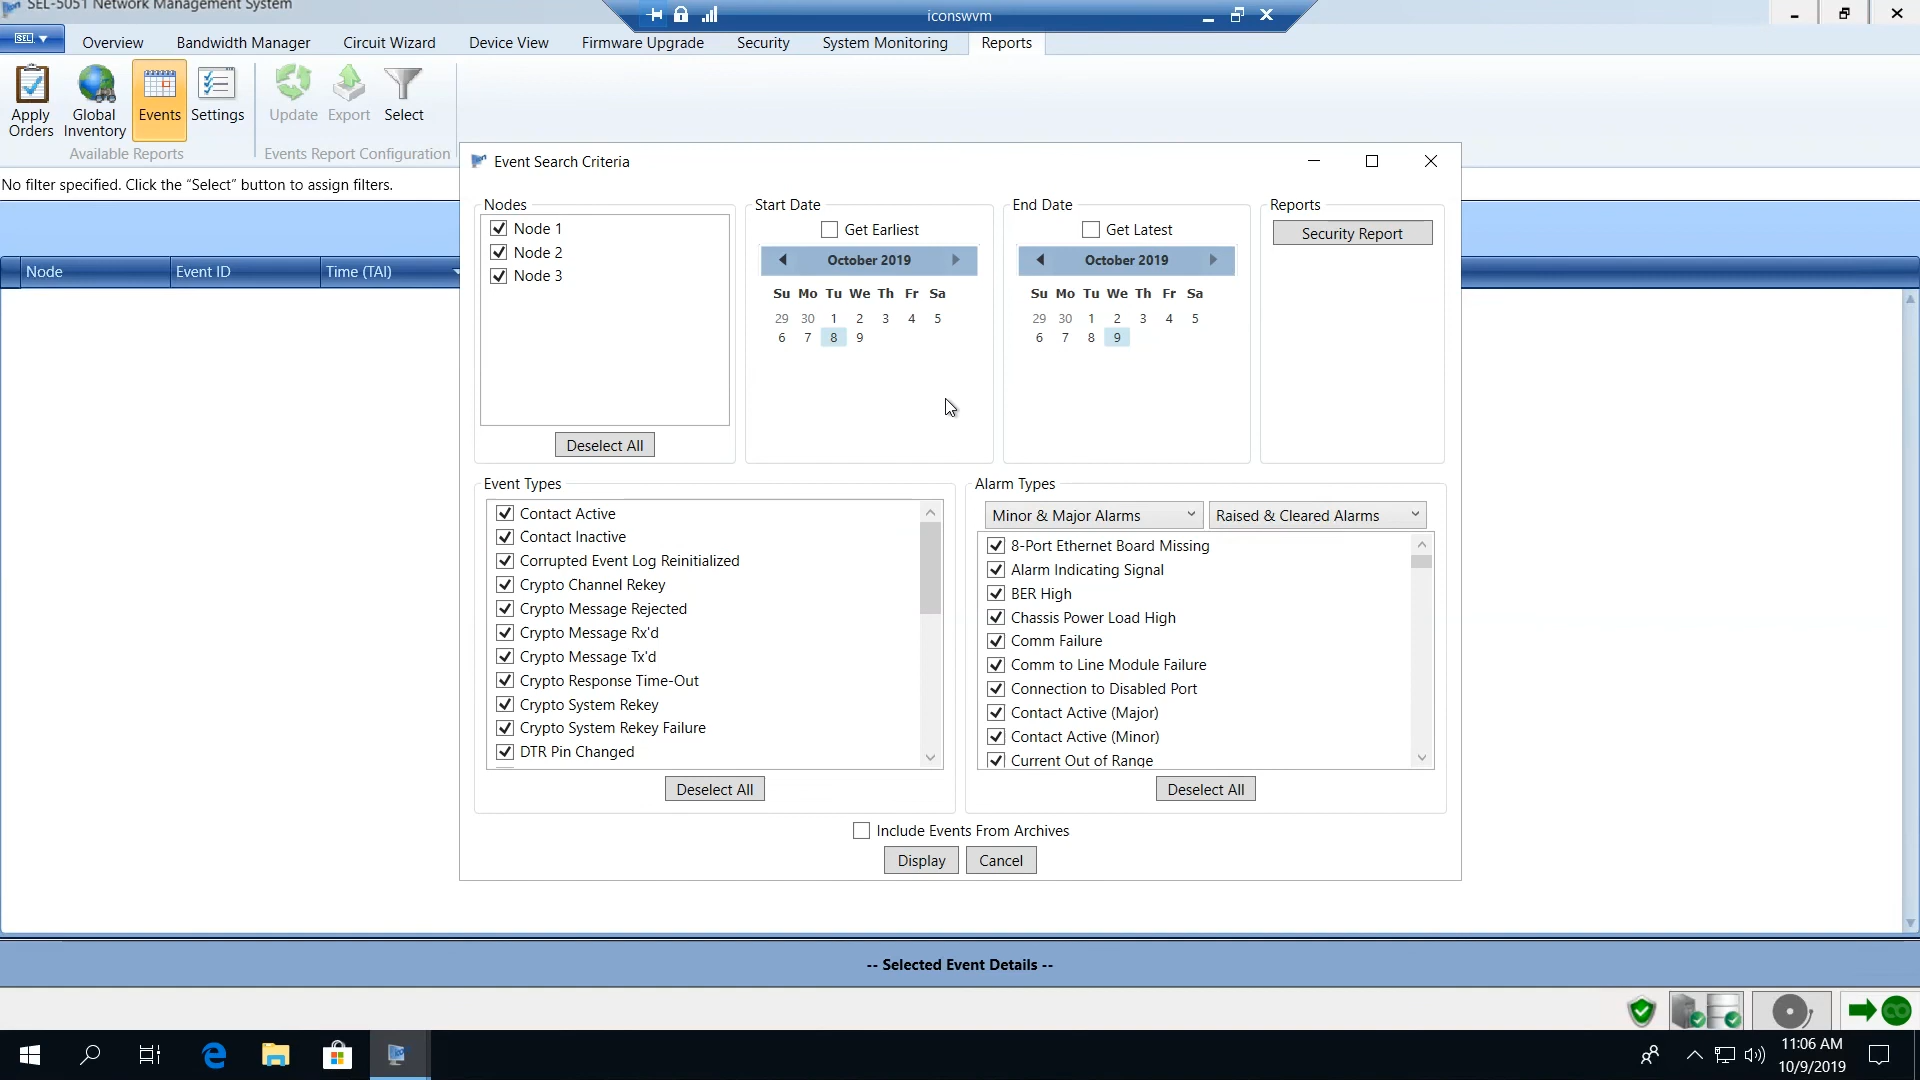 SEL-5051 Network Management System
iconswvm
SEL
Overview
Bandwidth Manager
Circuit Wizard
Device View
Firmware Upgrade
Security
System Monitoring
Reports
Apply Orders
Global Inventory
Events
Settings
Update
Export
Select
Available Reports
Events Report Configuration
No filter specified. Click the “Select” button to assign filters.
Node
Event ID
Time (TAI)
Event Search Criteria
Nodes
Node 1
Node 2
Node 3
Deselect All
Start Date
Get Earliest
October 2019
Su Mo Tu We Th Fr Sa
29 30 1 2 3 4 5
6 7 8 9
End Date
Get Latest
October 2019
Su Mo Tu We Th Fr Sa
29 30 1 2 3 4 5
6 7 8 9
Reports
Security Report
Event Types
Contact Active
Contact Inactive
Corrupted Event Log Reinitialized
Crypto Channel Rekey
Crypto Message Rejected
Crypto Message Rx'd
Crypto Message Tx'd
Crypto Response Time-Out
Crypto System Rekey
Crypto System Rekey Failure
DTR Pin Changed
Deselect All
Alarm Types
Minor & Major Alarms
Raised & Cleared Alarms
8-Port Ethernet Board Missing
Alarm Indicating Signal
BER High
Chassis Power Load High
Comm Failure
Comm to Line Module Failure
Connection to Disabled Port
Contact Active (Major)
Contact Active (Minor)
Current Out of Range
Deselect All
Include Events From Archives
Display
Cancel
-- Selected Event Details --
11:06 AM
10/9/2019